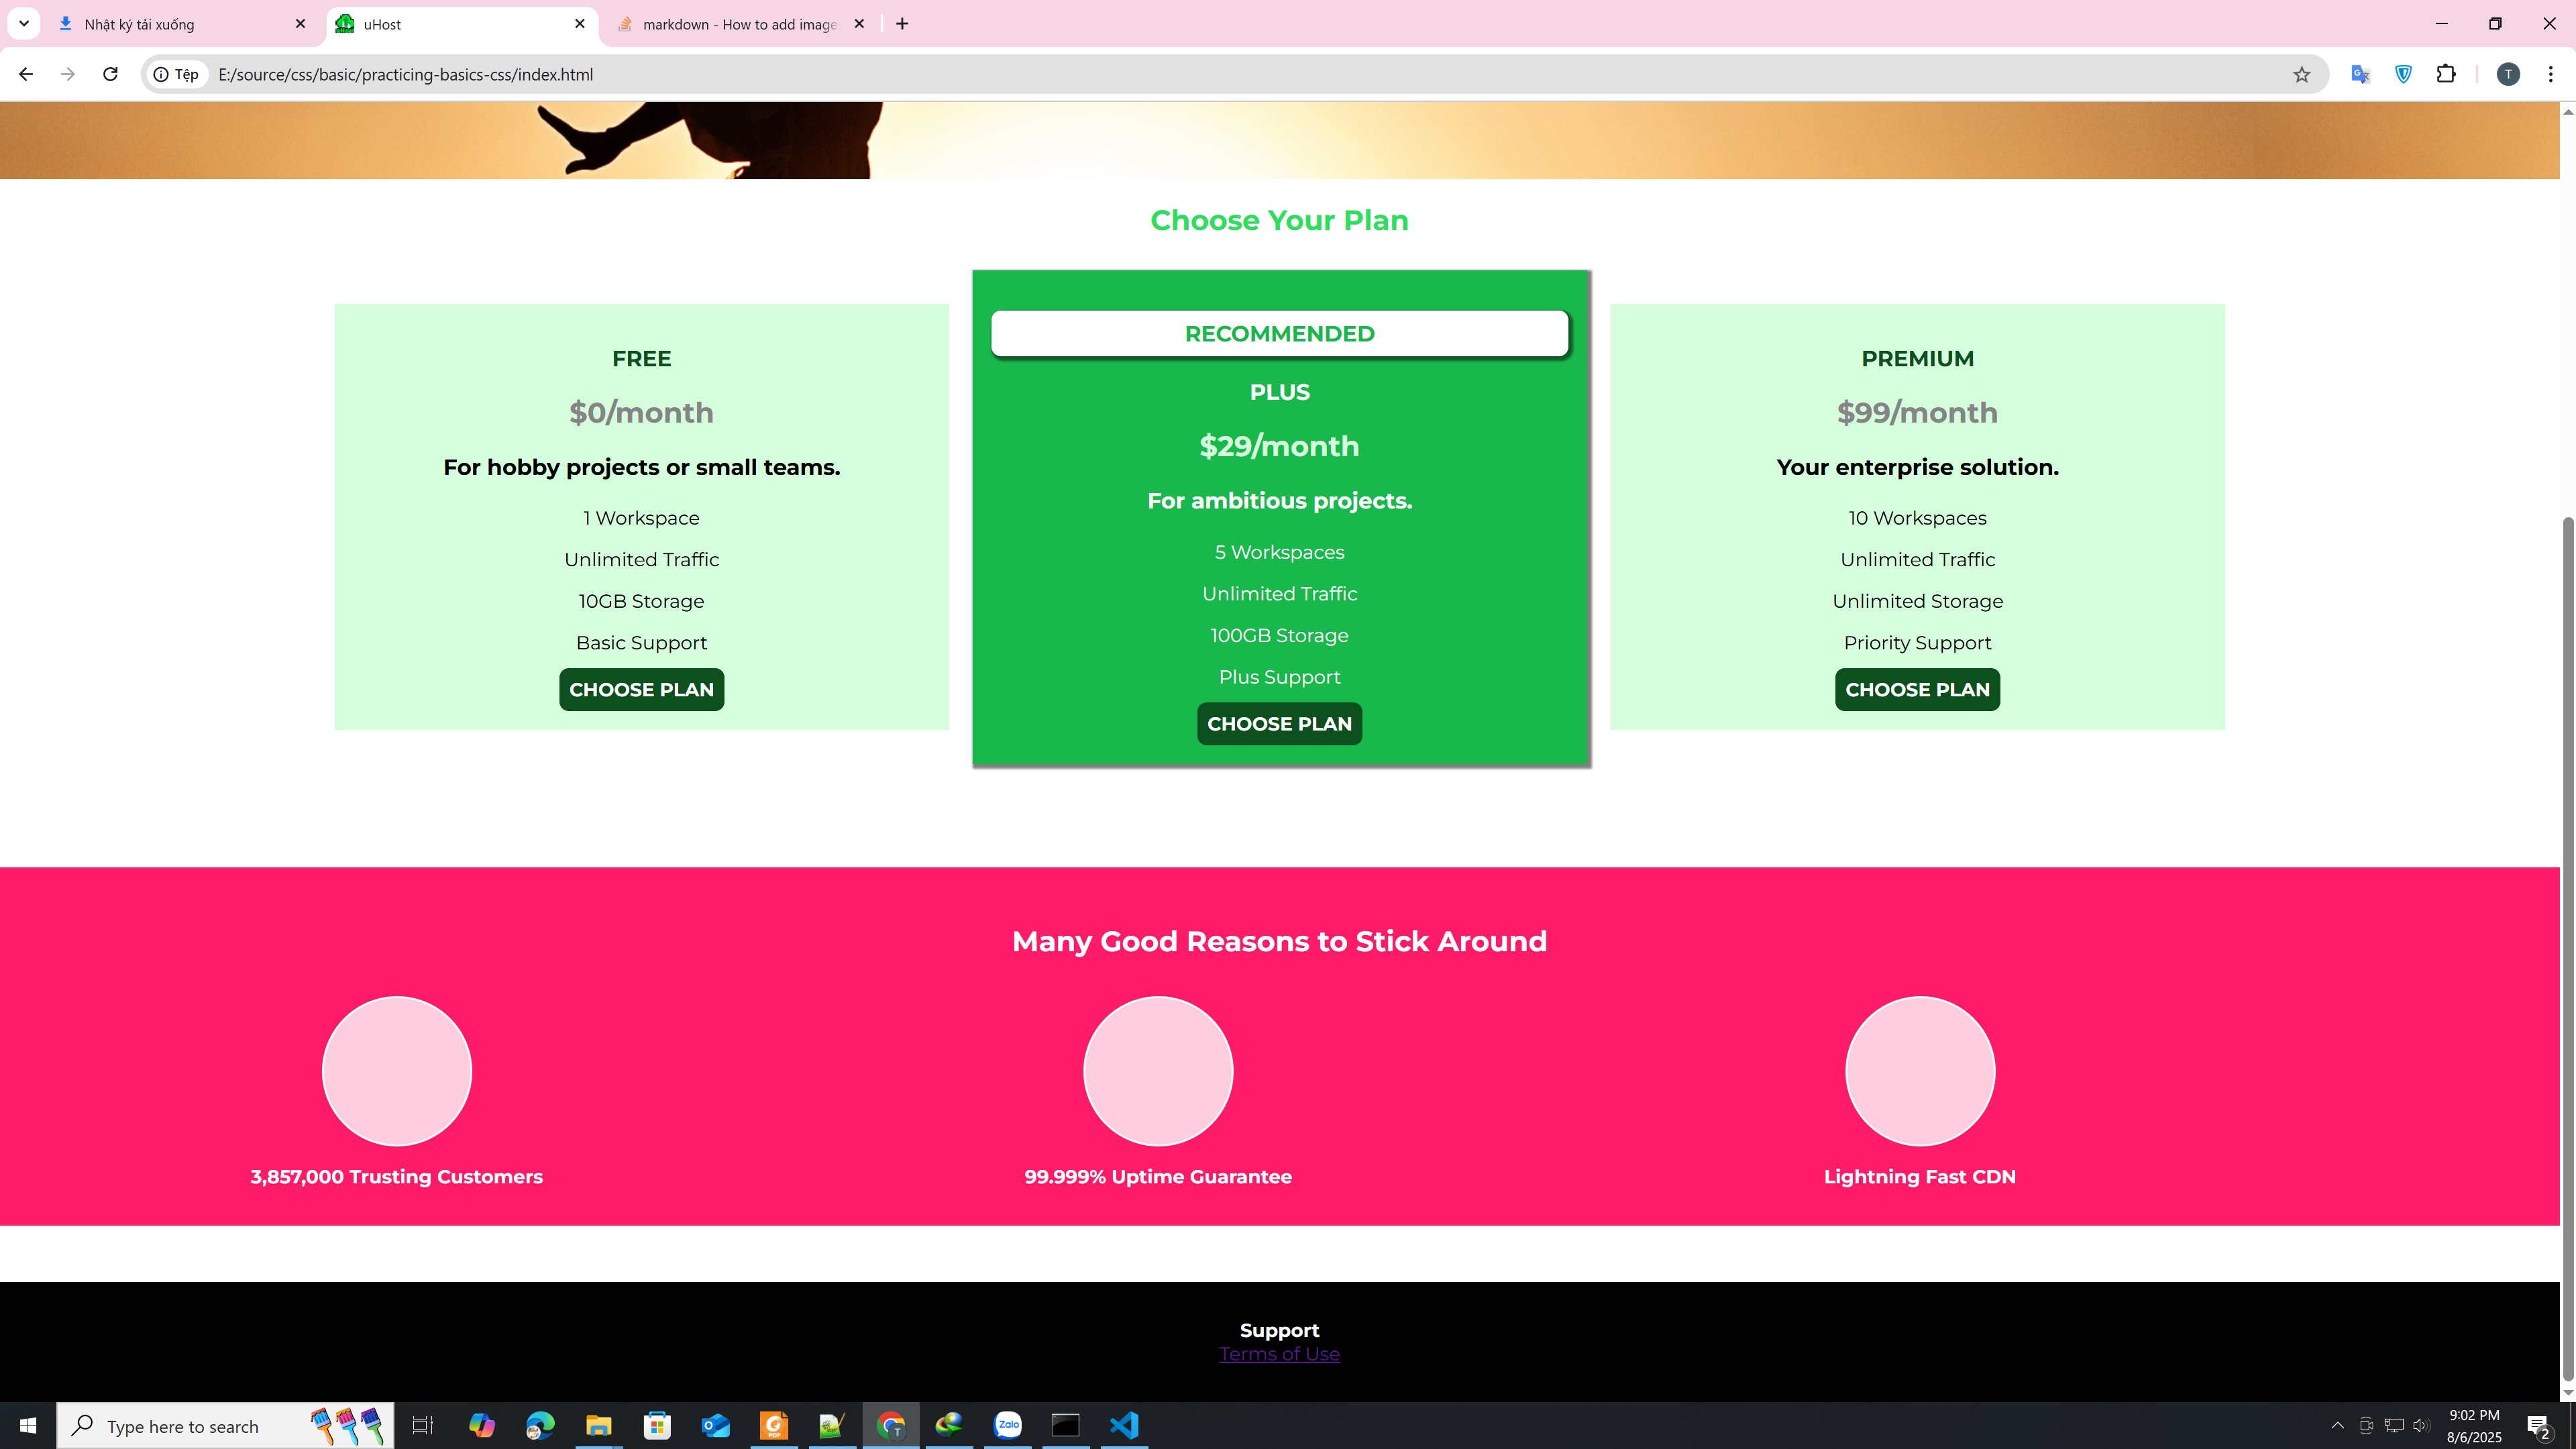 Nhật ký tải xuống
uHost
markdown - How to add image
Tệp
E:/source/css/basic/practicing-basics-css/index.html
T
Choose Your Plan
FREE
$0/month
For hobby projects or small teams.
1 Workspace
Unlimited Traffic
10GB Storage
Basic Support
CHOOSE PLAN
RECOMMENDED
PLUS
$29/month
For ambitious projects.
5 Workspaces
Unlimited Traffic
100GB Storage
Plus Support
CHOOSE PLAN
PREMIUM
$99/month
Your enterprise solution.
10 Workspaces
Unlimited Traffic
Unlimited Storage
Priority Support
CHOOSE PLAN
Many Good Reasons to Stick Around
3,857,000 Trusting Customers
99.999% Uptime Guarantee
Lightning Fast CDN
Support
Terms of Use
Type here to search
Zalo
9:02 PM
8/6/2025
2